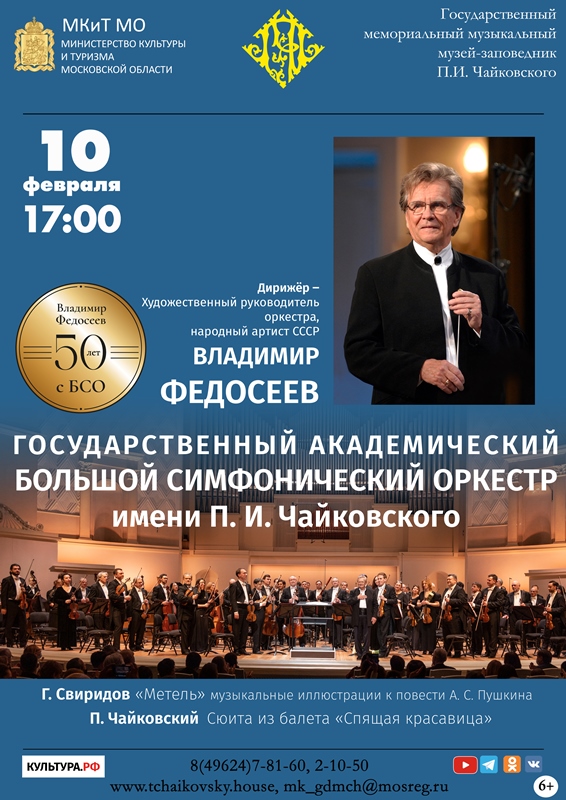 МКиТ МО
МИНИСТЕРСТВО КУЛЬТУРЫ
И ТУРИЗМА
МОСКОВСКОЙ ОБЛАСТИ
Государственный
мемориальный музыкальный
музей-заповедник
П.И. Чайковского
10
февраля
17:00
Владимир
Федосеев
50 лет
с БСО
Дирижёр –
Художественный руководитель
оркестра,
народный артист СССР
ВЛАДИМИР
ФЕДОСЕЕВ
ГОСУДАРСТВЕННЫЙ АКАДЕМИЧЕСКИЙ
БОЛЬШОЙ СИМФОНИЧЕСКИЙ ОРКЕСТР
имени П. И. Чайковского
Г. Свиридов «Метель» музыкальные иллюстрации к повести А. С. Пушкина
П. Чайковский Сюита из балета «Спящая красавица»
КУЛЬТУРА.РФ
8(49624)7-81-60, 2-10-50
www.tchaikovsky.house, mk_gdmch@mosreg.ru
6+